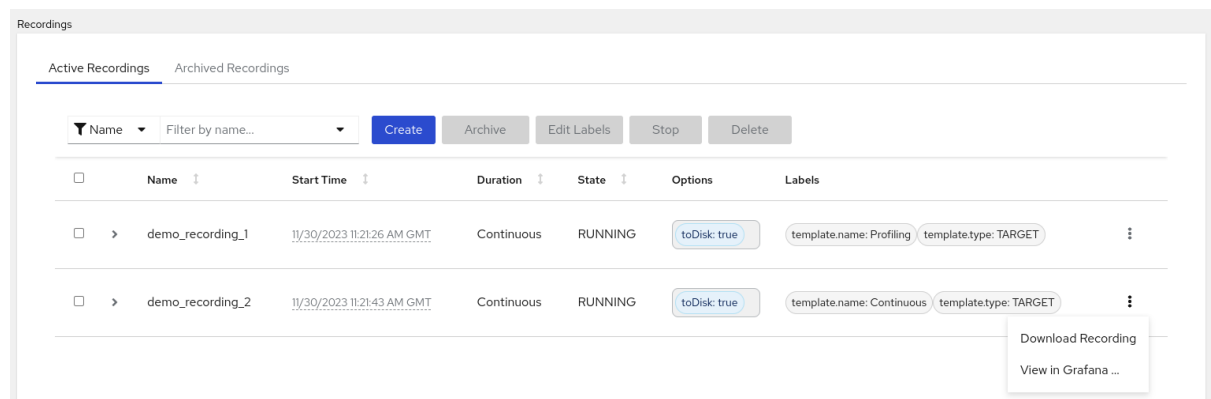 Recordings
Active Recordings Archived Recordings
Name Filter by name... Create Archive Edit Labels Stop Delete
Name Start Time Duration State Options Labels
demo_recording_1 11/30/2023 11:21:26 AM GMT Continuous RUNNING toDisk: true template.name: Profiling template.type: TARGET
demo_recording_2 11/30/2023 11:21:43 AM GMT Continuous RUNNING toDisk: true template.name: Continuous template.type: TARGET
Download Recording
View in Grafana ...